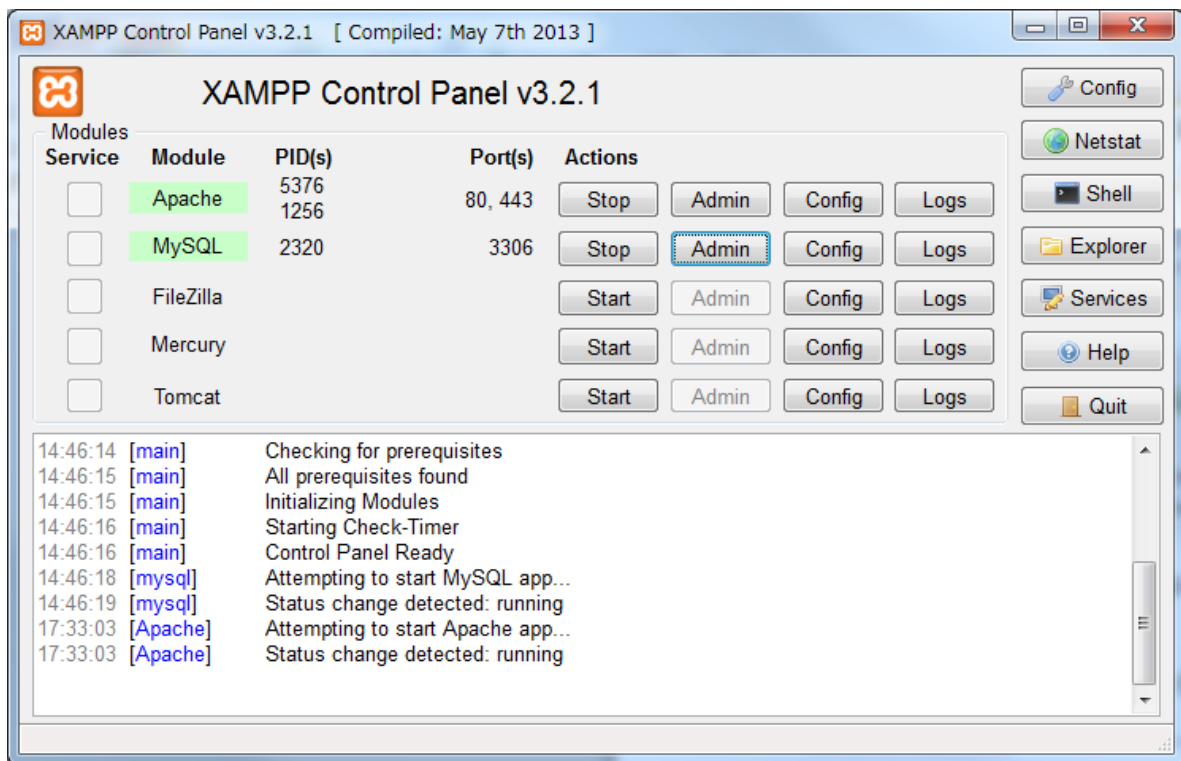 XAMPP Control Panel v3.2.1 [ Compiled: May 7th 2013 ]
XAMPP Control Panel v3.2.1
Config
Modules
Service Module PID(s) Port(s) Actions
Netstat
Apache 5376 1256 80, 443 Stop Admin Config Logs
Shell
MySQL 2320 3306 Stop Admin Config Logs
Explorer
FileZilla Start Admin Config Logs
Services
Mercury Start Admin Config Logs
Help
Tomcat Start Admin Config Logs
Quit
14:46:14 [main] Checking for prerequisites
14:46:15 [main] All prerequisites found
14:46:15 [main] Initializing Modules
14:46:16 [main] Starting Check-Timer
14:46:16 [main] Control Panel Ready
14:46:18 [mysql] Attempting to start MySQL app...
14:46:19 [mysql] Status change detected: running
17:33:03 [Apache] Attempting to start Apache app...
17:33:03 [Apache] Status change detected: running